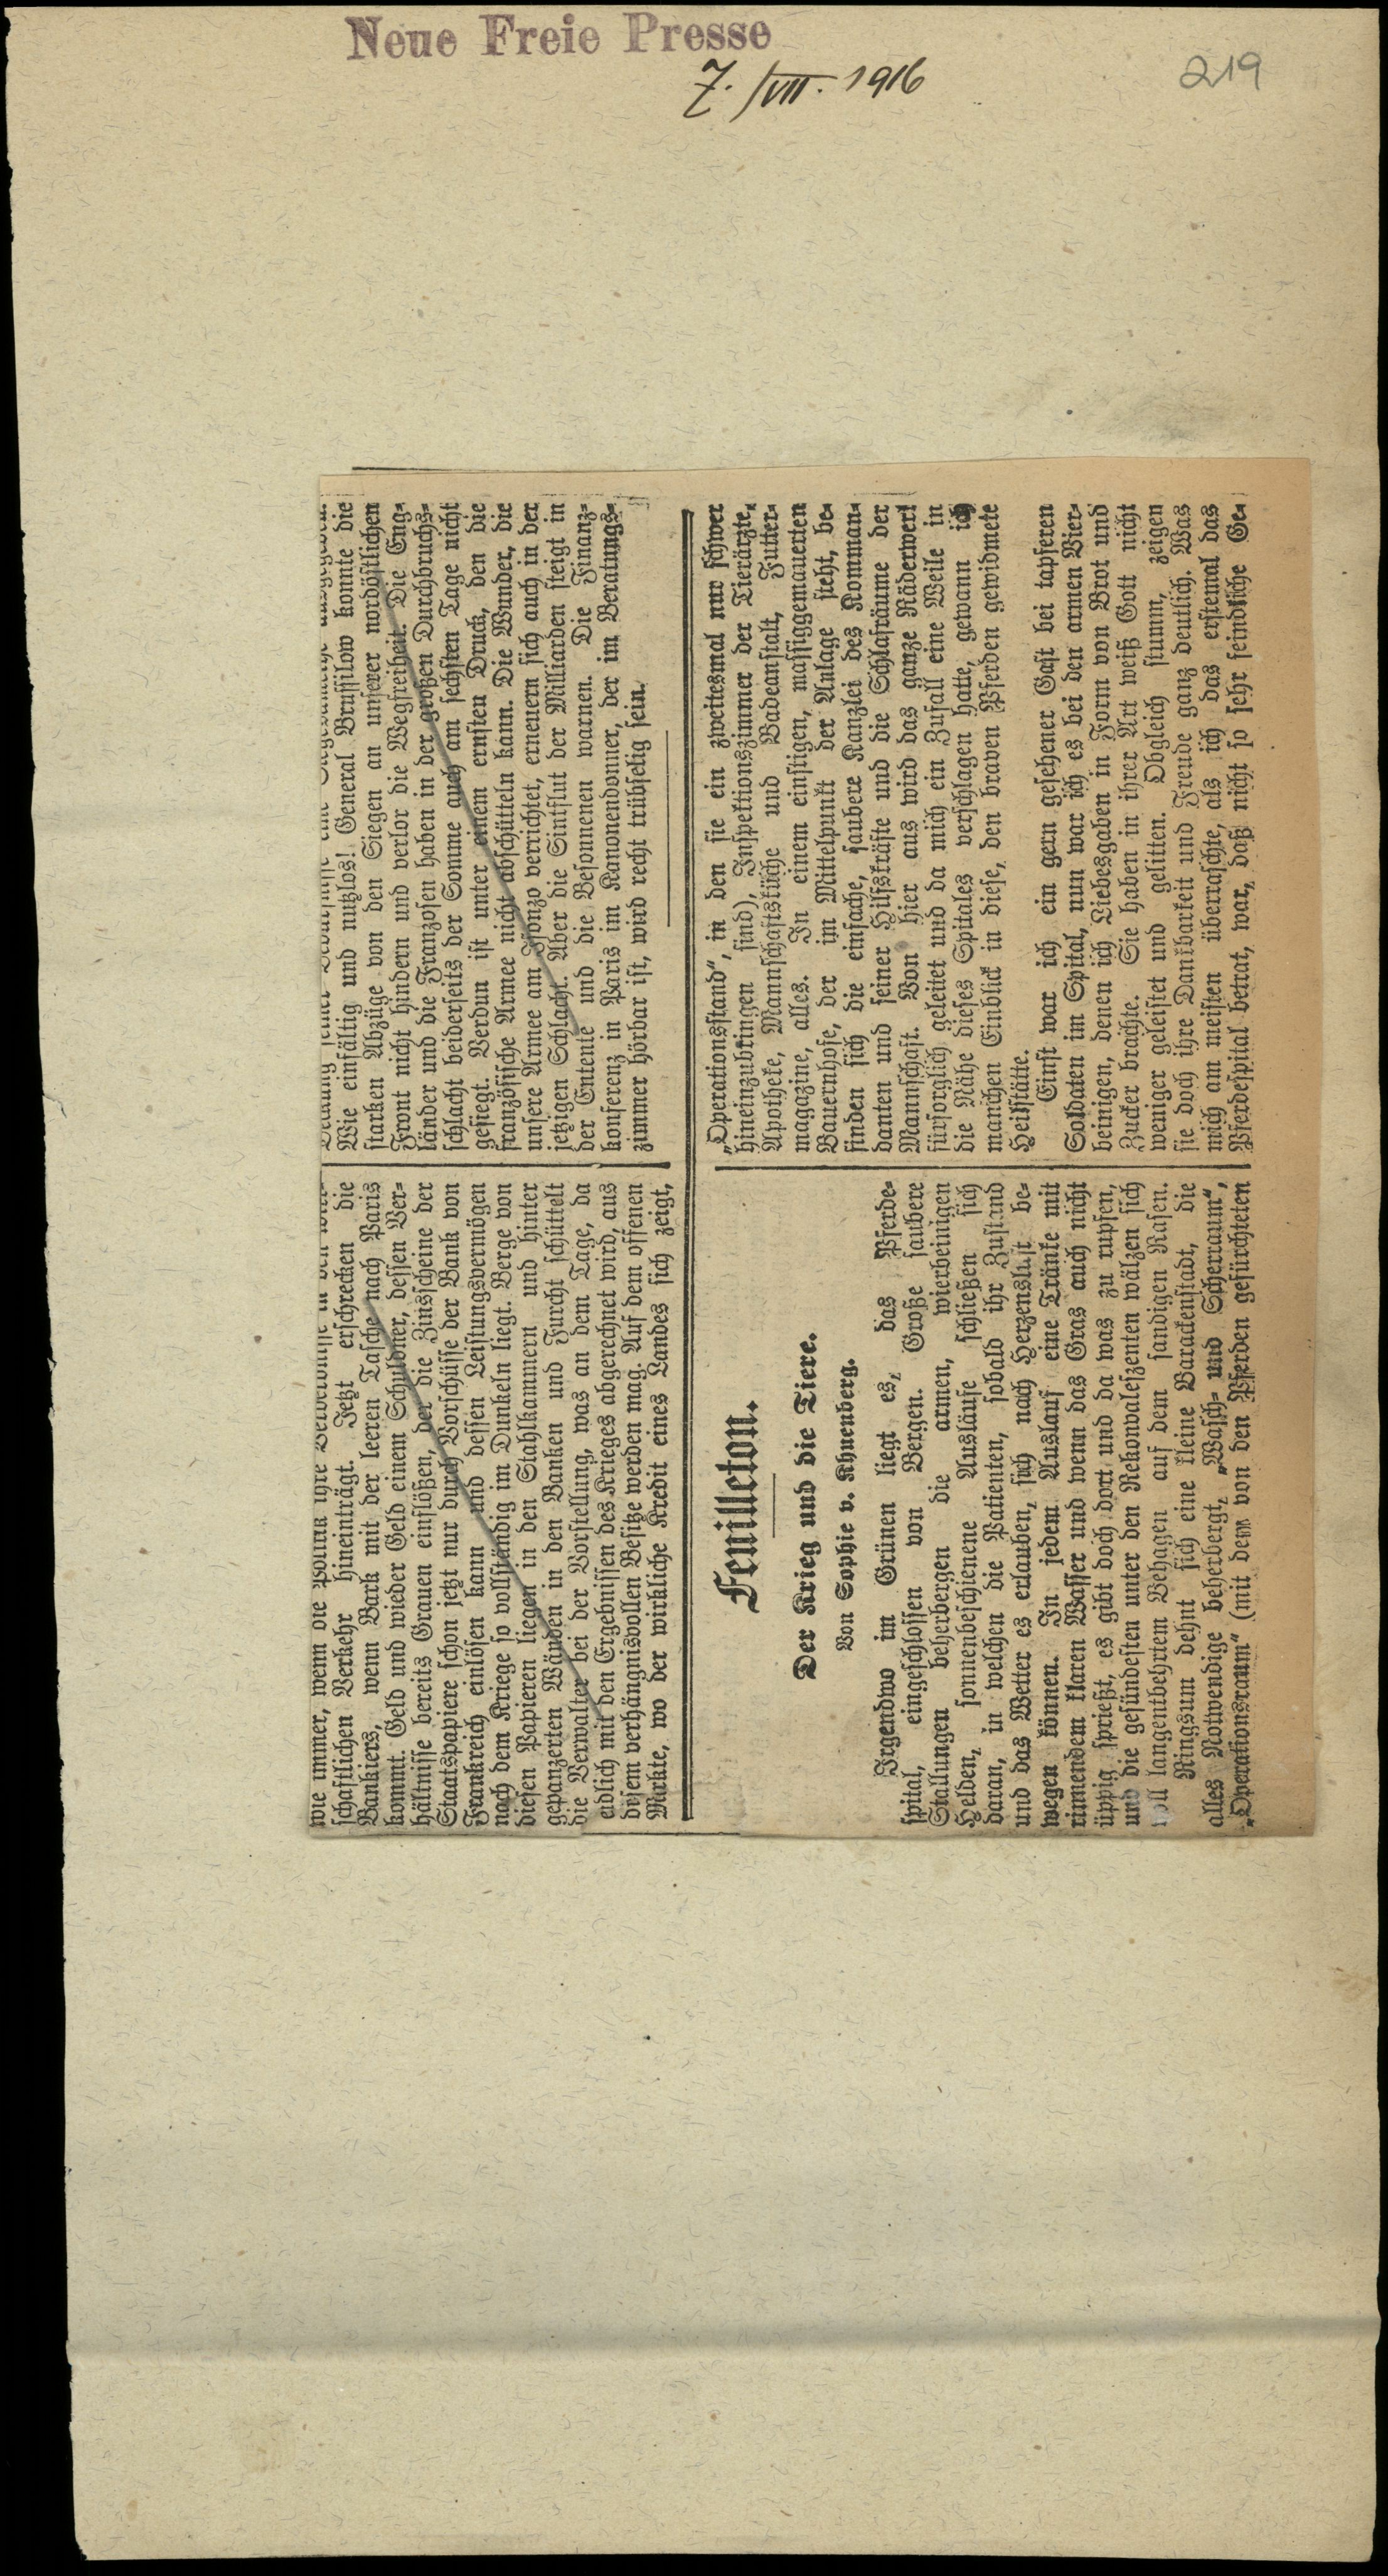 Neue Freie Presse
7./VII. 1916
219
wie immer, wenn die Politik ihre Bedürfnisse in den
schaftlichen Verkehr hineinträgt. Jetzt erschrecken die
Bankiers, wenn Bark mit der leeren Tasche nach Paris
kommt. Geld und wieder Geld einem Schuldner, dessen Ver-
hältnisse bereits Grauen einflößen, der die Zinsscheine der
Staatspapiere schon jetzt nur durch Vorschüsse der Bank von
Frankreich einlösen kann und dessen Leistungsvermögen
nach dem Kriege so vollständig im Dunkeln liegt. Berge von
diesen Papieren liegen in den Stahlkammern und hinter
gepanzerten Wänden in den Banken und Furcht schüttelt
die Verwalter bei der Vorstellung, was an dem Tage, da
eidlich mit den Ergebnissen des Krieges abgerechnet wird, aus
diesem verhängnisvollen Besitze werden mag. Auf dem offenen
Markte, wo der wirkliche Kredit eines Landes sich zeigt,
Wie einfältig und nutzlos! General Brussilow konnte die
starken Abzüge von den Siegen an unserer nordöstlichen
Front nicht hindern und verlor die Wegfreiheit. Die Eng-
länder und die Franzosen haben in der großen Durchbruchs-
schlacht beiderseits der Somme auch am sechsten Tage nicht
gesiegt. Verdun ist unter einem ernsten Druck, den die
französische Armee nicht abschütteln kann. Die Wunder, die
unsere Armee am Isonzo verrichtet, erneuern sich auch in der
jetzigen Schlacht. Aber die Sintflut der Milliarden steigt in
der Entente und die Besonnenen warnen. Die Finanz-
konferenz in Paris im Kanonendonner, der im Beratungs-
zimmer hörbar ist, wird recht trübselig sein.
Feuilleton.
Der Krieg und die Tiere.
Von Sophie v. Khuenberg.
Irgendwo im Grünen liegt es, das Pferde-
spital, eingeschlossen von Bergen. Große saubere
Stallungen beherbergen die armen, vierbeinigen
Helden, sonnenbeschienene Ausläufe schließen sich
daran, in welchen die Patienten, sobald ihr Zustand
und das Wetter es erlauben, sich nach Herzenslust be-
wegen können. In jedem Auslauf eine Tränke mit
rinnendem klaren Wasser und wenn das Gras auch nicht
üppig sprießt, es gibt doch dort und da was zu rupfen,
und die gesündesten unter den Rekonvaleszenten wälzen sich
voll langentbehrtem Behagen auf dem sandigen Rasen.
Ringsum dehnt sich eine kleine Barackenstadt, die
alles Notwendige beherbergt, „Wasch- und Scherraum",
„Operationsraum" (mit dem von den Pferden gefürchteten
„Operationsstand", in den sie ein zweitesmal nur schwer
hineinzubringen sind), Inspektionszimmer der Tierärzte,
Apotheke, Mannschaftsküche und Badeanstalt, Futter-
magazine, alles. In einem einstigen, massiggemauerten
Bauernhofe, der im Mittelpunkt der Anlage steht, be-
finden sich die einfache, saubere Kanzlei des Komman-
danten und seiner Hilfskräfte und die Schlafräume der
Mannschaft. Von hier aus wird das ganze Räderwerk
fürsorglich geleitet und da mich ein Zufall eine Weile in
die Nähe dieses Spitales verschlagen hatte, gewann ich
manchen Einblick in diese, den braven Pferden gewidmete
Heilstätte.
Einst war ich ein gern gesehener Gast bei tapferen
Soldaten im Spital, nun war ich es bei den armen Vier-
beinigen, denen ich Liebesgaben in Form von Brot und
Zucker brachte. Sie haben in ihrer Art weiß Gott nicht
weniger geleistet und gelitten. Obgleich stumm, zeigen
sie doch ihre Dankbarkeit und Freude ganz deutlich. Was
mich am meisten überraschte, als ich das erstemal das
Pferdespital betrat, war, daß nicht so sehr feindliche Ge-